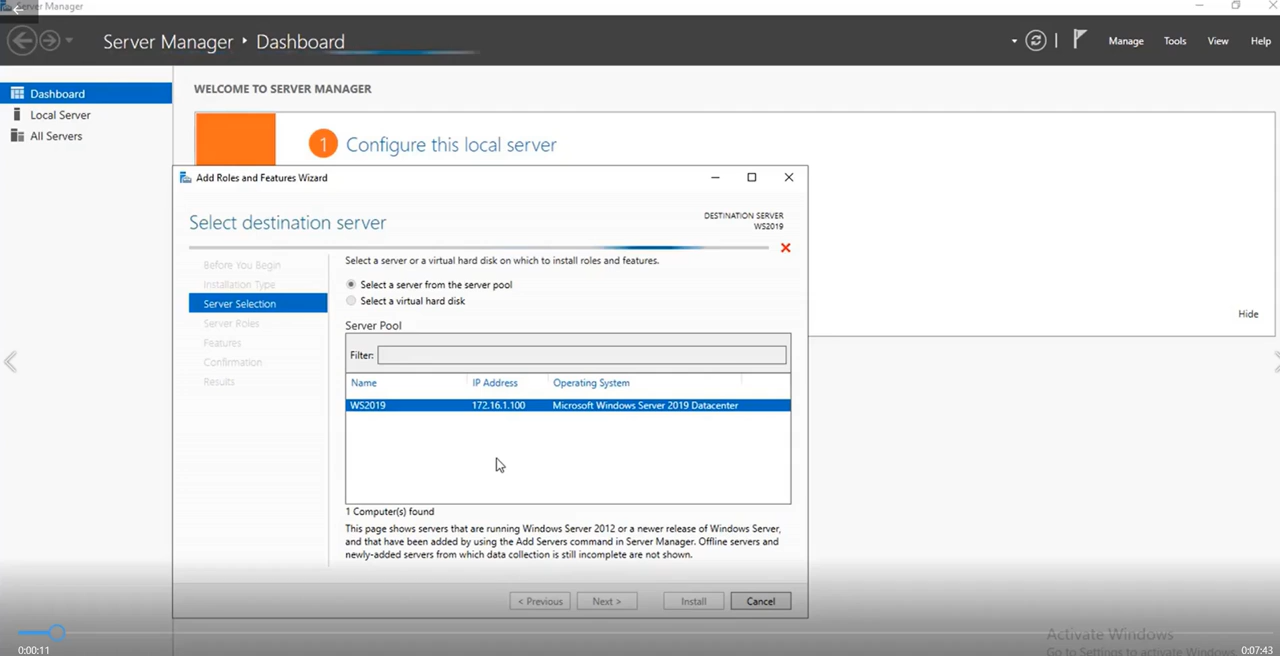 Server Manager
Server Manager ‣ Dashboard
Manage Tools View Help
Dashboard
Local Server
All Servers
WELCOME TO SERVER MANAGER
1 Configure this local server
Hide
Add Roles and Features Wizard
Select destination server
DESTINATION SERVER
WS2019
Before You Begin
Installation Type
Server Selection
Server Roles
Features
Confirmation
Results
Select a server or a virtual hard disk on which to install roles and features.
Select a server from the server pool
Select a virtual hard disk
Server Pool
Filter:
Name IP Address Operating System
WS2019 172.16.1.100 Microsoft Windows Server 2019 Datacenter
1 Computer(s) found
This page shows servers that are running Windows Server 2012 or a newer release of Windows Server,
and that have been added by using the Add Servers command in Server Manager. Offline servers and
newly-added servers from which data collection is still incomplete are not shown.
< Previous Next > Install Cancel
Activate Windows
Go to Settings to activate Windows.
0:00:11 0:07:43